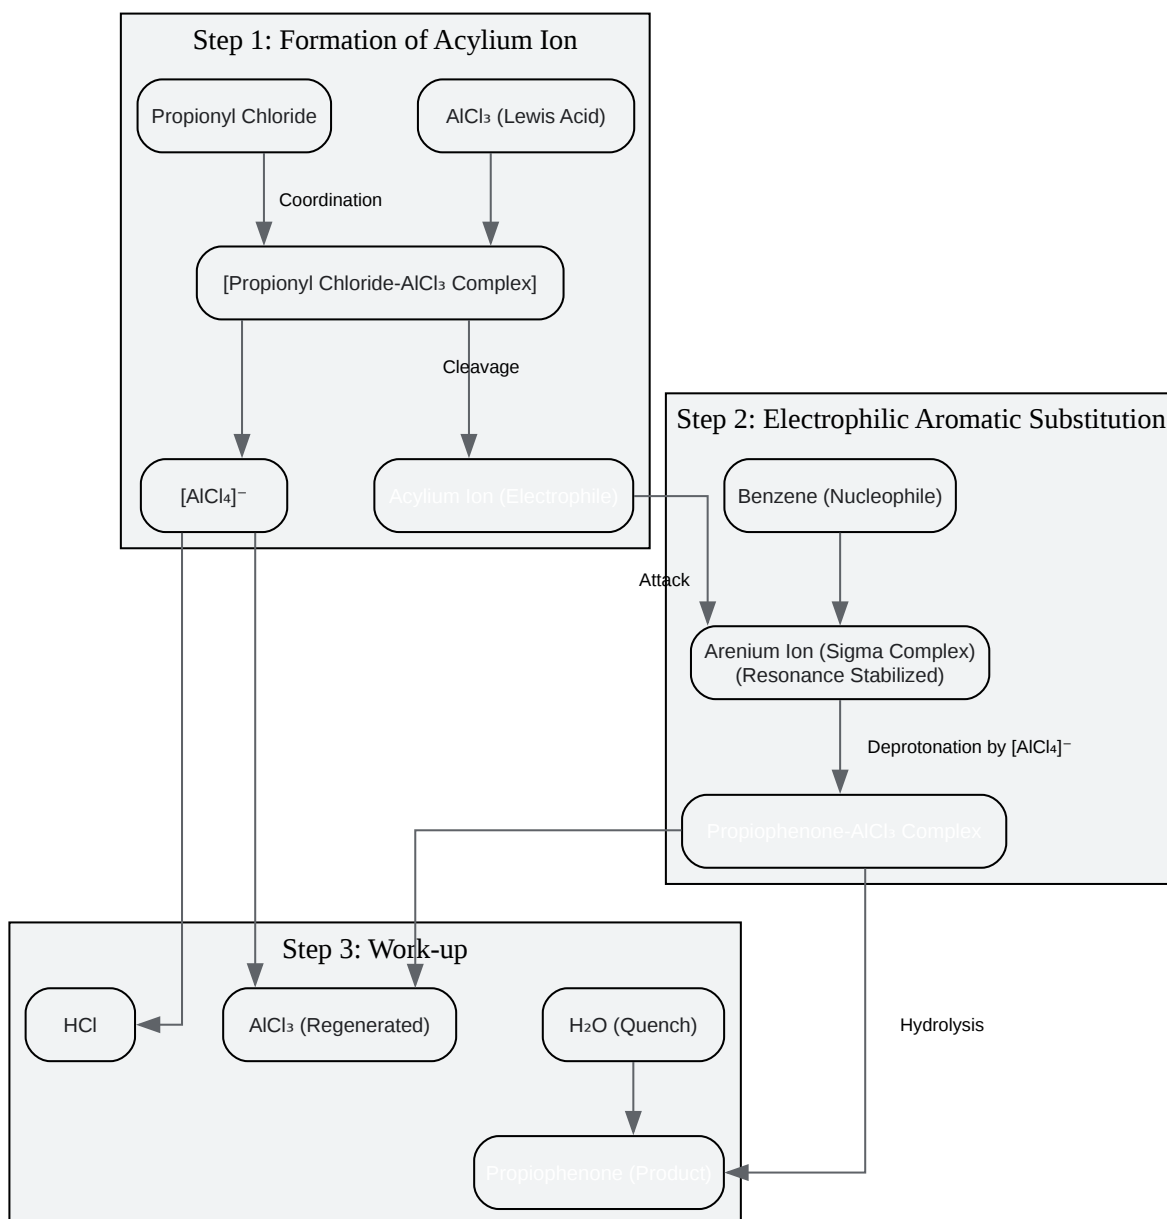 Step 1: Formation of Acylium Ion
Propionyl Chloride
AlCl₃ (Lewis Acid)
Coordination
[Propionyl Chloride-AlCl₃ Complex]
Cleavage
[AlCl₄]⁻
Acylium Ion (Electrophile)
Step 2: Electrophilic Aromatic Substitution
Benzene (Nucleophile)
Attack
Arenium Ion (Sigma Complex)
(Resonance Stabilized)
Deprotonation by [AlCl₄]⁻
Propiophenone-AlCl₃ Complex
Step 3: Work-up
HCl
AlCl₃ (Regenerated)
H₂O (Quench)
Hydrolysis
Propiophenone (Product)